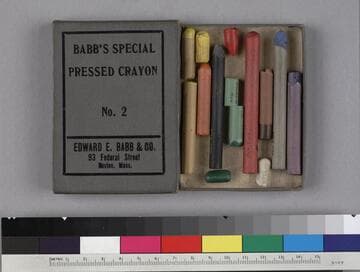 BABB'S SPECIAL
PRESSED CRAYON
No. 2
EDWARD E. BABB & CO.
93 Federal Street
Boston, Mass.